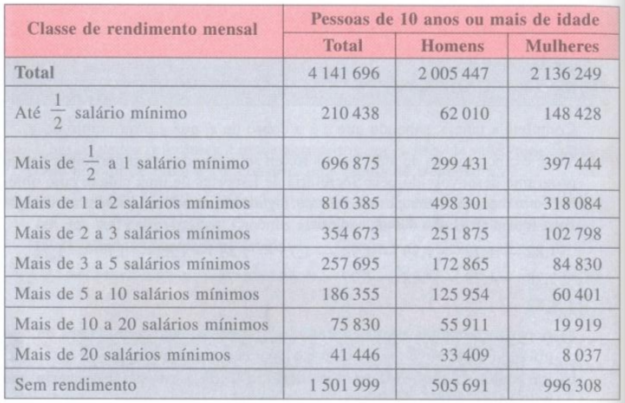 Classe de rendimento mensal Pessoas de 10 anos ou mais de idade
Total Homens Mulheres
Total 4 141 696 2 005 447 2 136 249
Até 1/2 salário mínimo 210 438 62 010 148 428
Mais de 1/2 a 1 salário mínimo 696 875 299 431 397 444
Mais de 1 a 2 salários mínimos 816 385 498 301 318 084
Mais de 2 a 3 salários mínimos 354 673 251 875 102 798
Mais de 3 a 5 salários mínimos 257 695 172 865 84 830
Mais de 5 a 10 salários mínimos 186 355 125 954 60 401
Mais de 10 a 20 salários mínimos 75 830 55 911 19 919
Mais de 20 salários mínimos 41 446 33 409 8 037
Sem rendimento 1 501 999 505 691 996 308